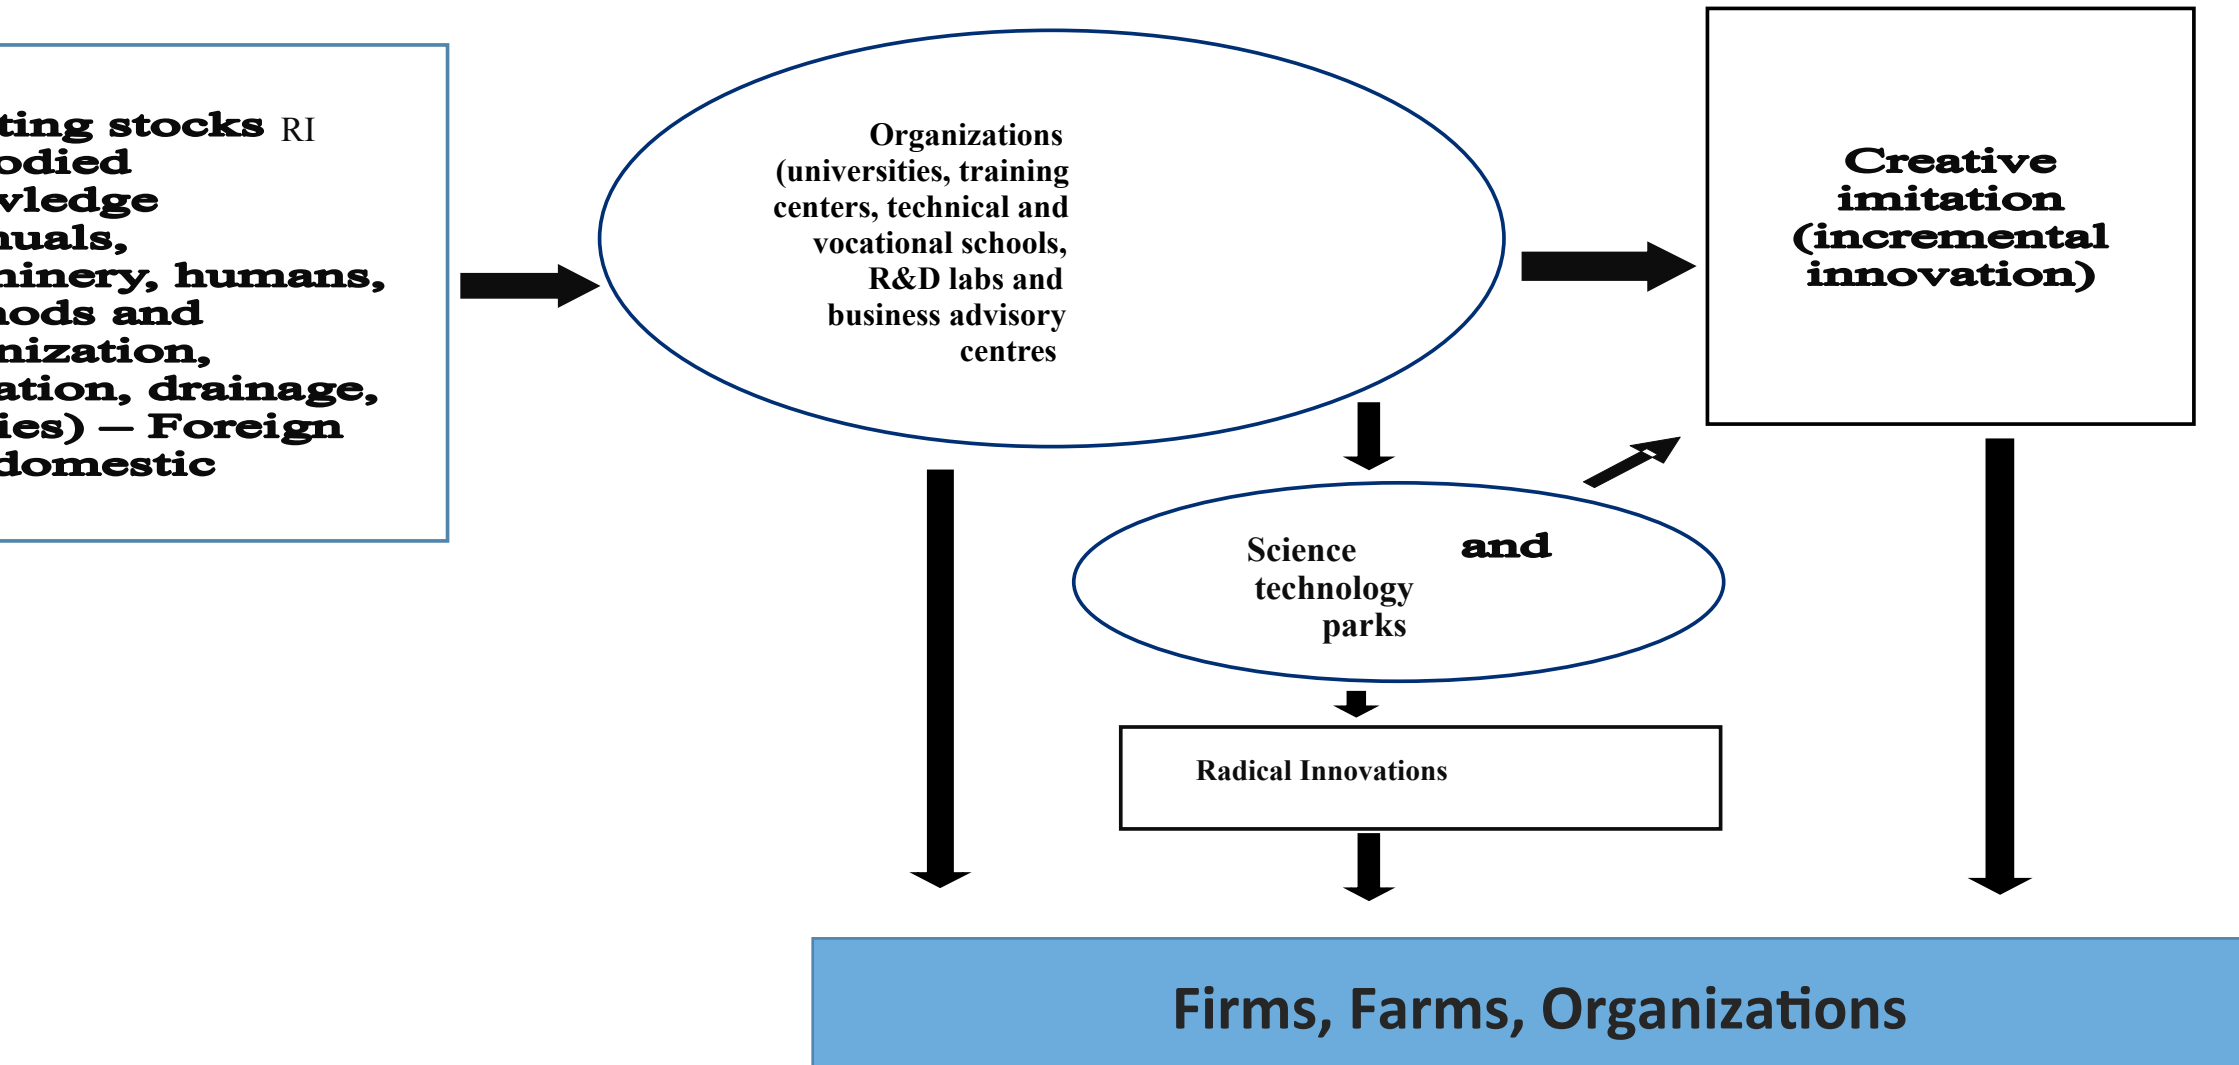 ting stocks RI
odied
wledge
nuals,
hinery, humans,
hods and
nization,
ation, drainage,
ies) – Foreign
domestic
Organizations
(universities, training
centers, technical and
vocational schools,
R&D labs and
business advisory
centres
Creative
imitation
(incremental
innovation)
Science and
technology
parks
Radical Innovations
Firms, Farms, Organizations